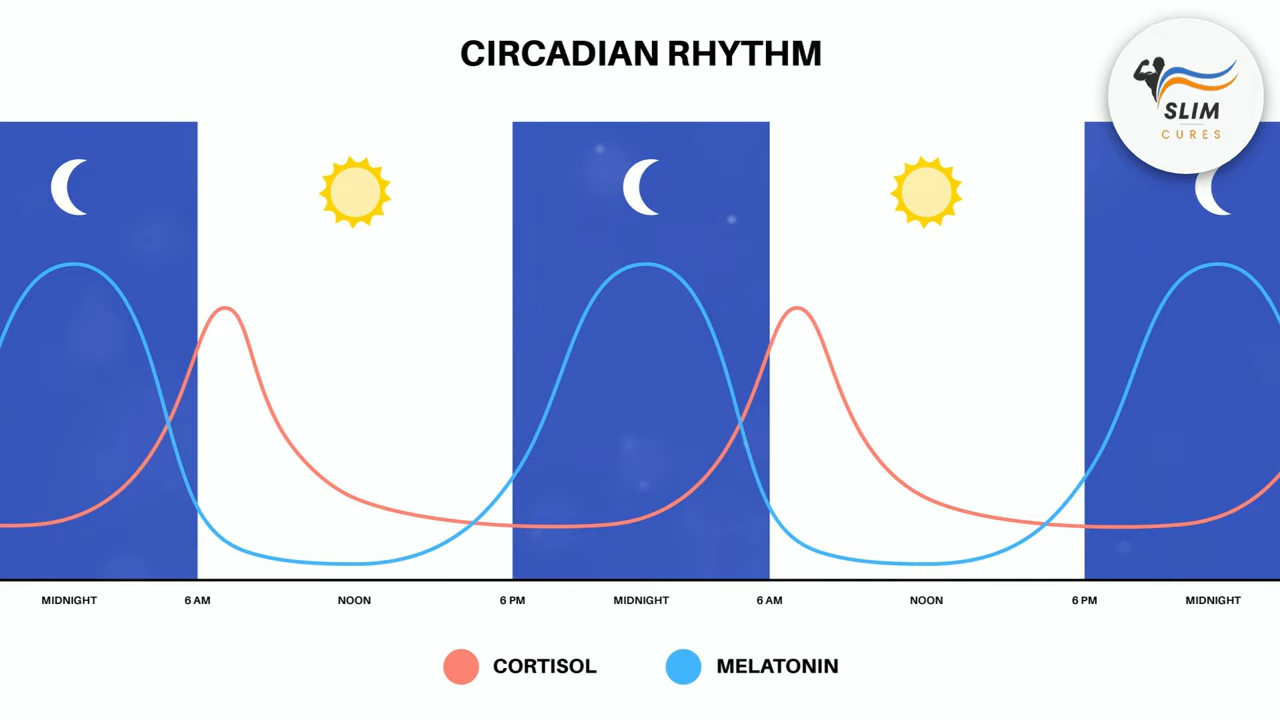 CIRCADIAN RHYTHM
SLIM
CURES
MIDNIGHT
6 AM
NOON
6 PM
MIDNIGHT
6 AM
NOON
6 PM
MIDNIGHT
CORTISOL
MELATONIN